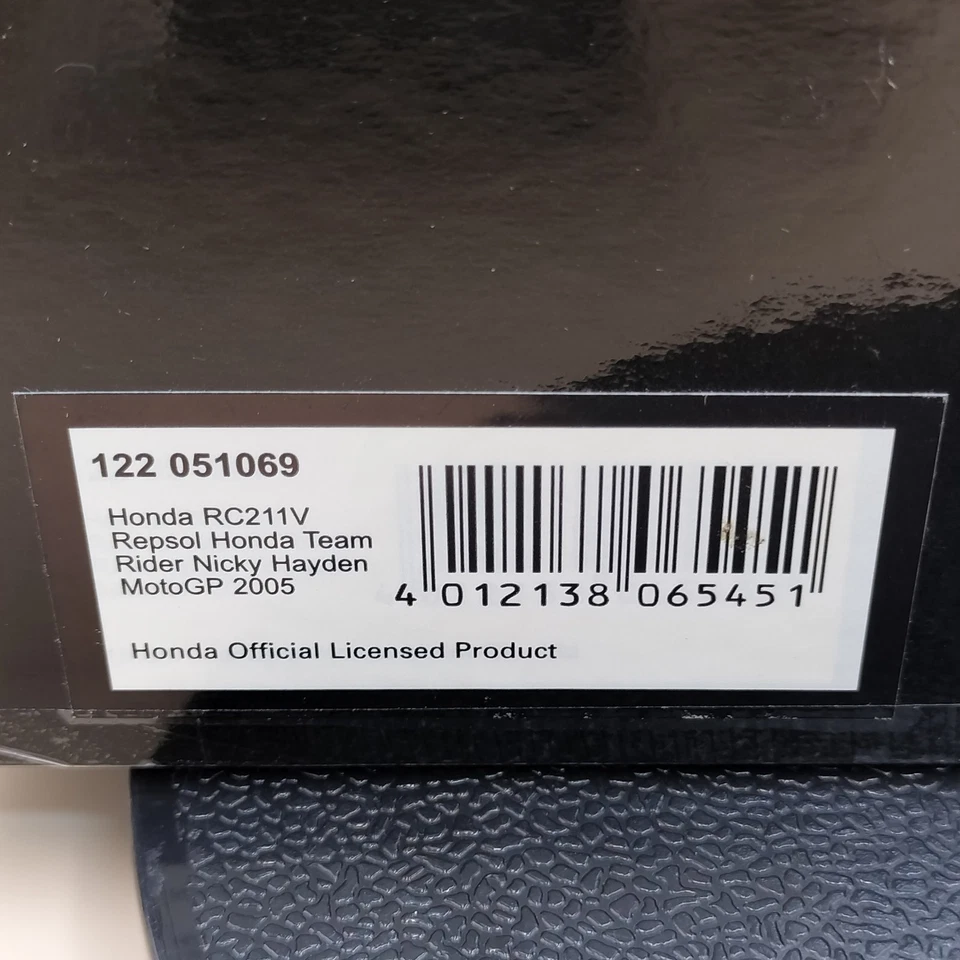 122 051069
Honda RC211V
Repsol Honda Team
Rider Nicky Hayden
MotoGP 2005
4 012138 065451
Honda Official Licensed Product